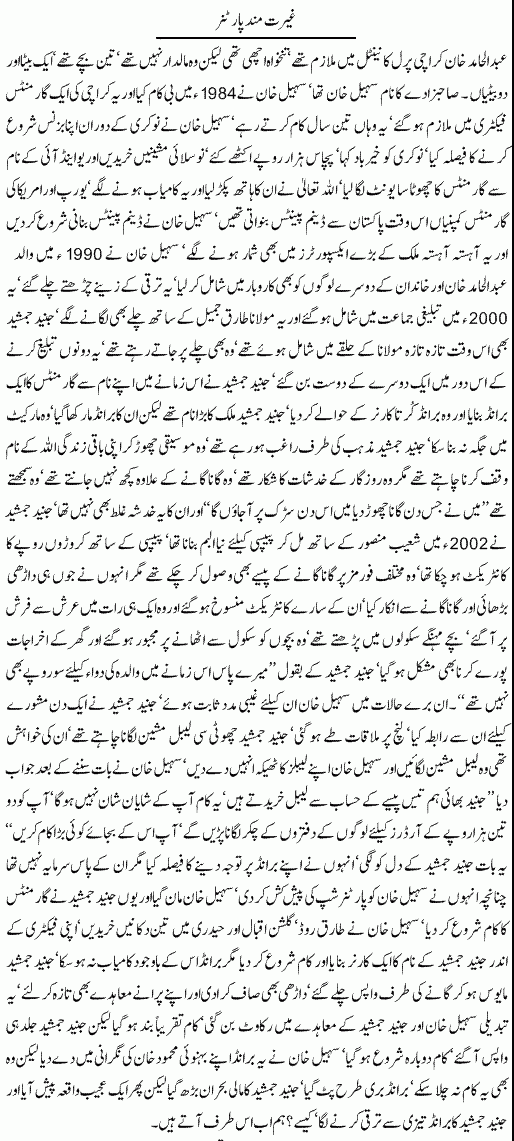 غیرت مند پارٹنر
عبدالحامد خان کراچی پرل کانٹینینٹل میں ملازم تھے‘ تنخواہ اچھی تھی لیکن وہ مالدار نہیں تھے‘ تین بچے تھے‘ ایک بیٹا اور
دو بیٹیاں۔ صاحبزادے کا نام سہیل خان تھا‘ سہیل خان نے 1984ء میں بی کام کیا اور یہ کراچی کی ایک گارمنٹس
فیکٹری میں ملازم ہو گئے‘ یہ وہاں تین سال کام کرتے رہے‘ سہیل خان نے نوکری کے دوران اپنا بزنس شروع
کرنے کا فیصلہ کیا‘ نوکری کو خیر باد کہا‘ پچاس ہزار روپے اکٹھے کئے‘ نو سلائی مشینیں خریدیں اور یو اینڈ آئی کے نام
سے گارمنٹس کا چھوٹا سا یونٹ لگا لیا‘ اللہ تعالیٰ نے ان کا ہاتھ پکڑ لیا اور یہ کامیاب ہونے لگے‘ یورپ اور امریکا کی
گارمنٹس کمپنیاں اس وقت پاکستان سے ڈینم پینٹس بنواتی تھیں‘ سہیل خان نے ڈینم پینٹس بنانی شروع کر دیں
اور یہ آہستہ آہستہ ملک کے بڑے ایکسپورٹرز میں بھی شمار ہونے لگے‘ سہیل خان نے 1990ء میں والد
عبدالحامد خان اور خاندان کے دوسرے لوگوں کو بھی کاروبار میں شامل کر لیا‘ یہ ترقی کے زینے چڑھتے چلے گئے‘ یہ
2000ء میں تبلیغی جماعت میں شامل ہو گئے اور یہ مولانا طارق جمیل کے ساتھ چلے بھی لگانے لگے‘ جنید جمشید
بھی اس وقت تازہ تازہ مولانا کے حلقے میں شامل ہوئے تھے‘ وہ بھی چلے پر جاتے رہتے تھے‘ یہ دونوں تبلیغ کرنے
کے اس دور میں ایک دوسرے کے دوست بن گئے‘ جنید جمشید نے اس زمانے میں اپنے نام سے گارمنٹس کا ایک
برانڈ بنایا اور وہ برانڈ کُرتا کارنر کے حوالے کر دیا‘ جنید جمشید ملک کا بڑا نام تھے لیکن ان کا برانڈ مار کھا گیا‘ وہ مارکیٹ
میں جگہ نہ بنا سکا‘ جنید جمشید مذہب کی طرف راغب ہو رہے تھے‘ وہ موسیقی چھوڑ کر اپنی باقی زندگی اللہ کے نام
وقف کرنا چاہتے تھے مگر وہ روزگار کے خدشات کا شکار تھے‘ وہ گانا گانے کے علاوہ کچھ نہیں جانتے تھے‘ وہ سمجھتے
تھے ’’میں نے جس دن گانا چھوڑ دیا میں اس دن سڑک پر آ جاؤں گا‘‘ اور ان کا یہ خدشہ غلط بھی نہیں تھا‘ جنید جمشید
نے 2002ء میں شعیب منصور کے ساتھ مل کر پیپسی کیلئے نیا البم بنانا تھا‘ پیپسی کے ساتھ کروڑوں روپے کا
کانٹریکٹ ہو چکا تھا‘ وہ مختلف فورمز پر گانا گانے کے پیسے بھی وصول کر چکے تھے مگر انہوں نے جوں ہی داڑھی
بڑھائی اور گانا گانے سے انکار کیا‘ ان کے سارے کانٹریکٹ منسوخ ہو گئے اور وہ ایک ہی رات میں عرش سے فرش
پر آ گئے‘ بچے مہنگے سکولوں میں پڑھتے تھے‘ وہ بچوں کو سکول سے اٹھانے پر مجبور ہو گئے اور گھر کے اخراجات
پورے کرنا بھی مشکل ہو گیا‘ جنید جمشید کے بقول ’’میرے پاس اس زمانے میں والدہ کی دواء کیلئے سو روپے بھی
نہیں تھے‘‘۔ ان برے حالات میں سہیل خان ان کیلئے غیبی مدد ثابت ہوئے‘ جنید جمشید نے ایک دن مشورے
کیلئے ان سے رابطہ کیا‘ لنچ پر ملاقات طے ہو گئی‘ جنید جمشید چھوٹی سی لیبل مشین لگانا چاہتے تھے‘ ان کی خواہش
تھی وہ لیبل مشین لگائیں اور سہیل خان اپنے لیبلز کا ٹھیکہ انہیں دے دیں‘ سہیل خان نے بات سننے کے بعد جواب
دیا ’’جنید بھائی ہم تیس پیسے کے حساب سے لیبل خریدتے ہیں‘ یہ کام آپ کے شایان شان نہیں ہو گا‘ آپ کو دو
تین ہزار روپے کے آرڈرز کیلئے لوگوں کے دفتروں کے چکر لگانا پڑیں گے‘ آپ اس کے بجائے کوئی بڑا کام کریں‘‘
یہ بات جنید جمشید کے دل کو لگی‘ انہوں نے اپنے برانڈ پر توجہ دینے کا فیصلہ کیا مگر ان کے پاس سرمایہ نہیں تھا
چنانچہ انہوں نے سہیل خان کو پارٹنر شپ کی پیش کش کر دی‘ سہیل خان مان گیا اور یوں جنید جمشید نے گارمنٹس
کا کام شروع کر دیا‘ سہیل خان نے طارق روڈ‘ گلشن اقبال اور حیدری میں تین دکانیں خریدیں‘ اپنی فیکٹری کے
اندر جنید جمشید کے نام کا ایک کارنر بنایا اور کام شروع کر دیا مگر برانڈ اس کے باوجود کامیاب نہ ہو سکا‘ جنید جمشید
مایوس ہو کر گانے کی طرف واپس چلے گئے‘ داڑھی بھی صاف کرا دی اور اپنے پرانے معاہدے بھی تازہ کر لئے‘ یہ
تبدیلی سہیل خان اور جنید جمشید کے معاہدے میں رکاوٹ بن گئی‘ کام تقریباً بند ہو گیا لیکن جنید جمشید جلد ہی
واپس آ گئے‘ کام دوبارہ شروع ہو گیا‘ سہیل خان نے یہ برانڈ اپنے بہنوئی محمود خان کی نگرانی میں دے دیا لیکن وہ
بھی یہ کام نہ چلا سکے‘ برانڈ بری طرح پٹ گیا‘ جنید جمشید کا مالی بحران بڑھ گیا لیکن پھر ایک عجیب واقعہ پیش آیا اور
جنید جمشید کا برانڈ تیزی سے ترقی کرنے لگا‘ کیسے؟ ہم اب اس طرف آتے ہیں۔